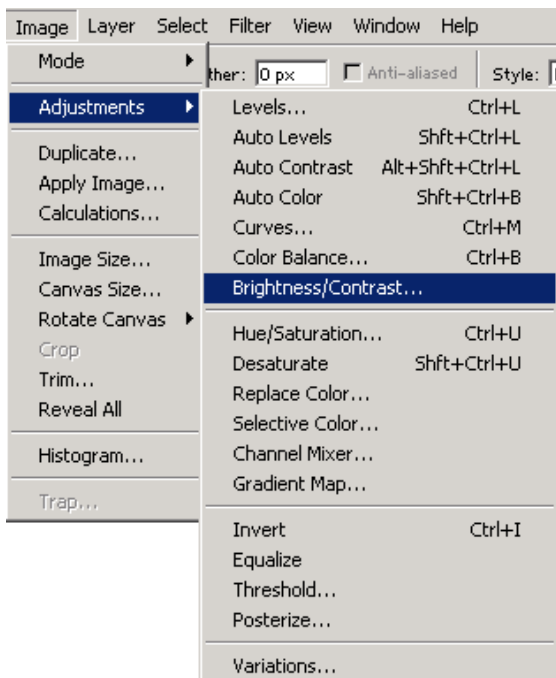 Image Layer Select Filter View Window Help
Mode
ther: 0 px Anti-aliased Style:
Adjustments
Duplicate...
Apply Image...
Calculations...
Image Size...
Canvas Size...
Rotate Canvas
Crop
Trim...
Reveal All
Histogram...
Trap...
Levels... Ctrl+L
Auto Levels Shft+Ctrl+L
Auto Contrast Alt+Shft+Ctrl+L
Auto Color Shft+Ctrl+B
Curves... Ctrl+M
Color Balance... Ctrl+B
Brightness/Contrast...
Hue/Saturation... Ctrl+U
Desaturate Shft+Ctrl+U
Replace Color...
Selective Color...
Channel Mixer...
Gradient Map...
Invert Ctrl+I
Equalize
Threshold...
Posterize...
Variations...